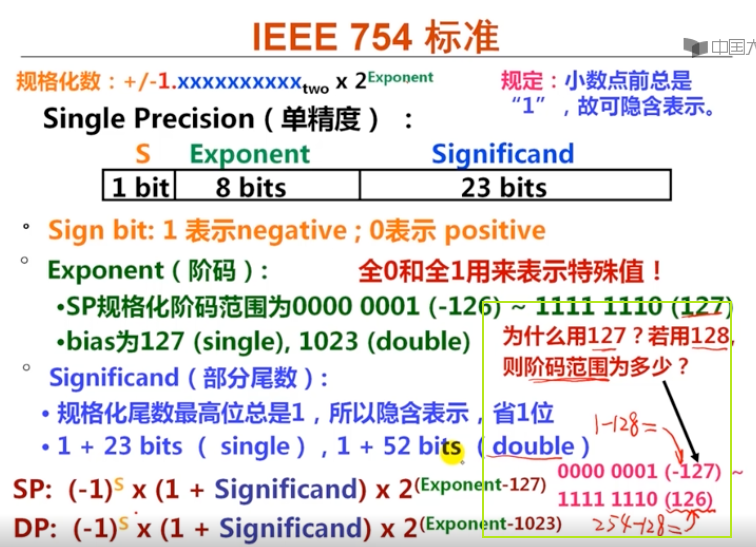 IEEE 754 标准
中国大
规格化数：+/-1.xxxxxxxxxxtwo x 2Exponent
规定：小数点前总是
“1”，故可隐含表示。
Single Precision（单精度）：
S Exponent Significand
1 bit 8 bits 23 bits
Sign bit: 1 表示negative ; 0表示 positive
Exponent（阶码）: 全0和全1用来表示特殊值！
•SP规格化阶码范围为0000 0001 (-126) ~ 1111 1110 (127)
•bias为127 (single), 1023 (double)
为什么用127？若用128,
则阶码范围为多少？
Significand（部分尾数）:
• 规格化尾数最高位总是1，所以隐含表示，省1位
• 1 + 23 bits ( single ) , 1 + 52 bits ( double )
1-128=
0000 0001 (-127) ~
1111 1110 (126)
254-128=
SP: (-1)S x (1 + Significand) x 2(Exponent-127)
DP: (-1)S x (1 + Significand) x 2(Exponent-1023)